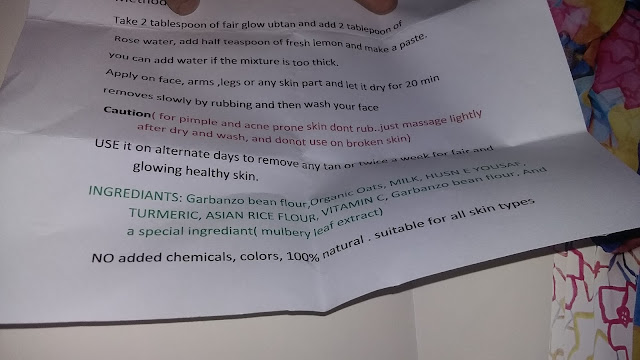 Method
Take 2 tablespoon of fair glow ubtan and add 2 tablepoon of
Rose water, add half teaspoon of fresh lemon and make a paste.
you can add water if the mixture is too thick.
Apply on face, arms ,legs or any skin part and let it dry for 20 min
removes slowly by rubbing and then wash your face
Caution( for pimple and acne prone skin dont rub..just massage lightly
after dry and wash, and donot use on broken skin)
USE it on alternate days to remove any tan or twice a week for fair and
glowing healthy skin.
INGREDIANTS: Garbanzo bean flour,Organic Oats, MILK, HUSN E YOUSAF,
TURMERIC, ASIAN RICE FLOUR, VITAMIN C, Garbanzo bean flour, And
a special ingrediant( mulbery leaf extract)
NO added chemicals, colors, 100% natural . suitable for all skin types